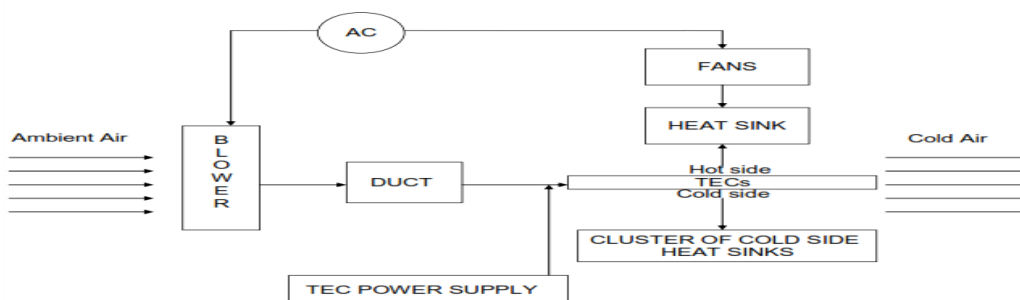 AC
FANS
Ambient Air
BLOWER
HEAT SINK
Cold Air
DUCT
Hot side
TECs
Cold side
CLUSTER OF COLD SIDE
HEAT SINKS
TEC POWER SUPPLY